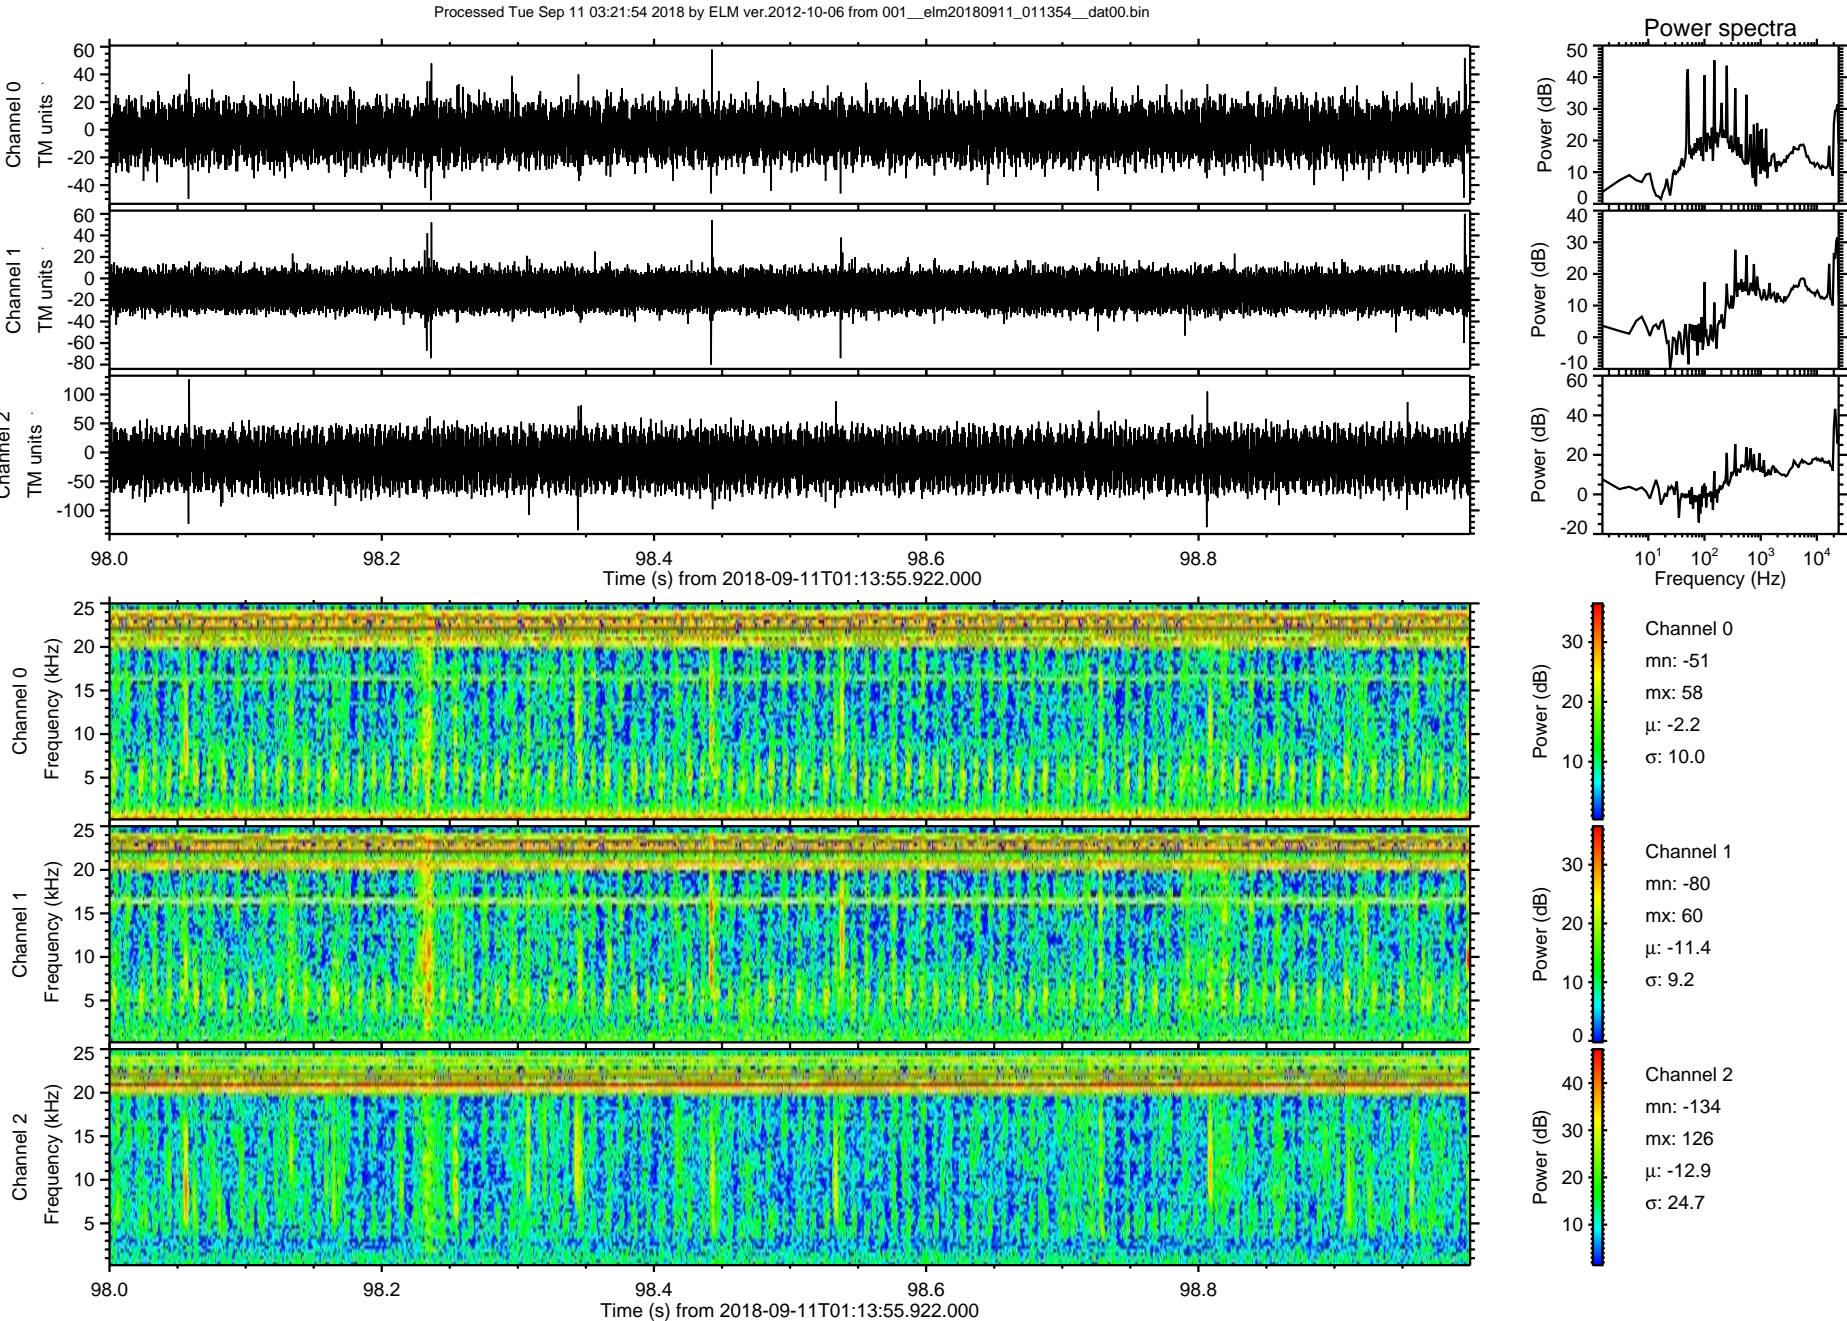 Processed Tue Sep 11 03:21:54 2018 by ELM ver.2012-10-06 from 001__elm20180911_011354__dat00.bin
Power spectra
Channel 0
TM units
60
40
20
0
-20
-40
Power (dB)
50
40
30
20
10
0
Channel 1
TM units
60
40
20
0
-20
-40
-60
-80
Power (dB)
40
30
20
10
0
-10
Channel 2
TM units
100
50
0
-50
-100
Power (dB)
60
40
20
0
-20
98.0 98.2 98.4 98.6 98.8
Time (s) from 2018-09-11T01:13:55.922.000
10¹ 10² 10³ 10⁴
Frequency (Hz)
Channel 0
Frequency (kHz)
25
20
15
10
5
Power (dB)
30
20
10
Channel 0
mn: -51
mx: 58
μ: -2.2
σ: 10.0
Channel 1
Frequency (kHz)
25
20
15
10
5
Power (dB)
30
20
10
0
Channel 1
mn: -80
mx: 60
μ: -11.4
σ: 9.2
Channel 2
Frequency (kHz)
25
20
15
10
5
Power (dB)
40
30
20
10
Channel 2
mn: -134
mx: 126
μ: -12.9
σ: 24.7
98.0 98.2 98.4 98.6 98.8
Time (s) from 2018-09-11T01:13:55.922.000